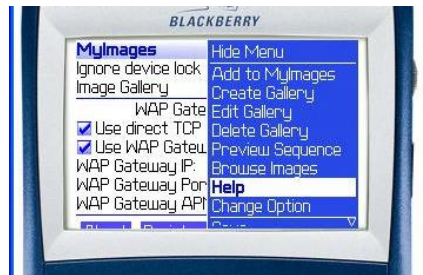 BLACKBERRY
MyImages
Ignore device lock
Image Gallery
WAP Gate
Use direct TCP
Use WAP Gatew
WAP Gateway IP:
WAP Gateway Por
WAP Gateway APN
Hide Menu
Add to MyImages
Create Gallery
Edit Gallery
Delete Gallery
Preview Sequence
Browse Images
Help
Change Option